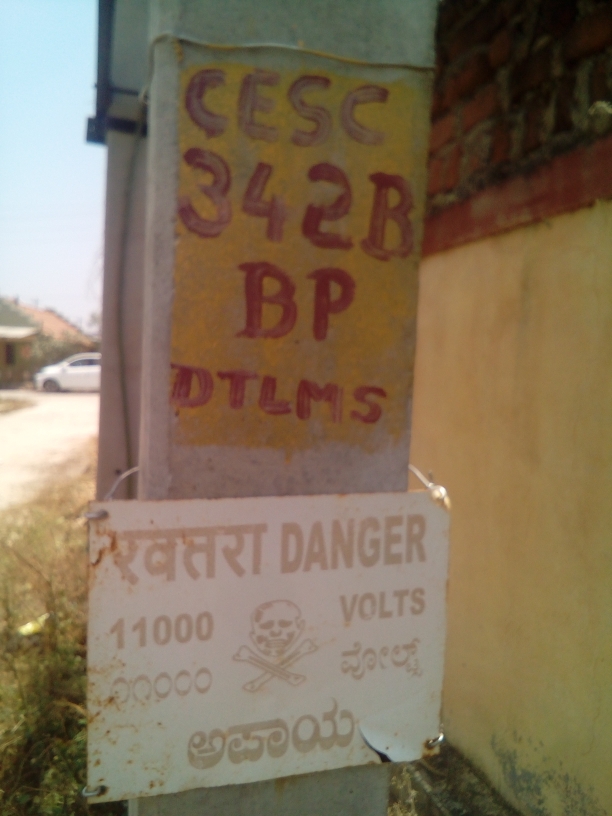 CESC
342B
BP
DTLMS
खतरा DANGER
11000 VOLTS
೧೧೦೦೦ ವೋಲ್ಟ್ಸ್
ಅಪಾಯ